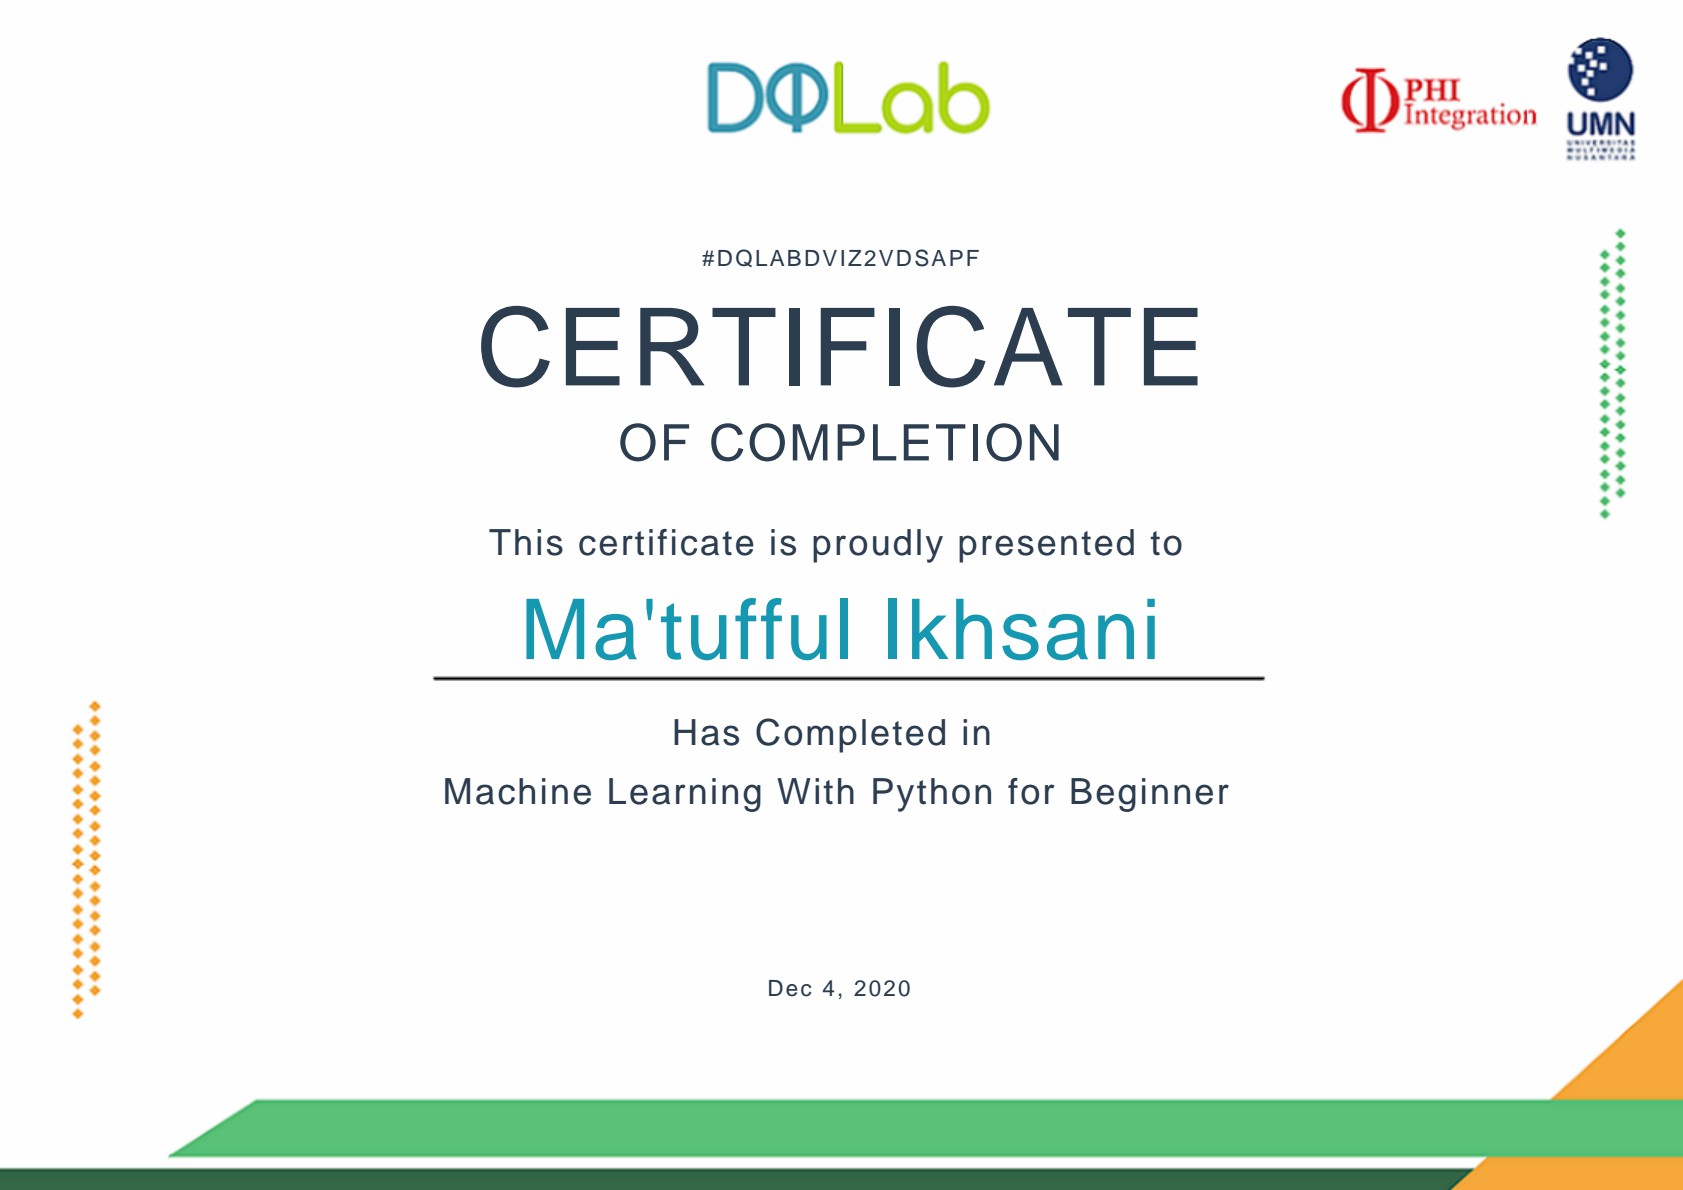 DQLab
PHI
Integration
UMN
UNIVERSITAS
MULTIMEDIA
NUSANTARA
#DQLABDVIZ2VDSAPF
CERTIFICATE
OF COMPLETION
This certificate is proudly presented to
Ma'tufful Ikhsani
Has Completed in
Machine Learning With Python for Beginner
Dec 4, 2020